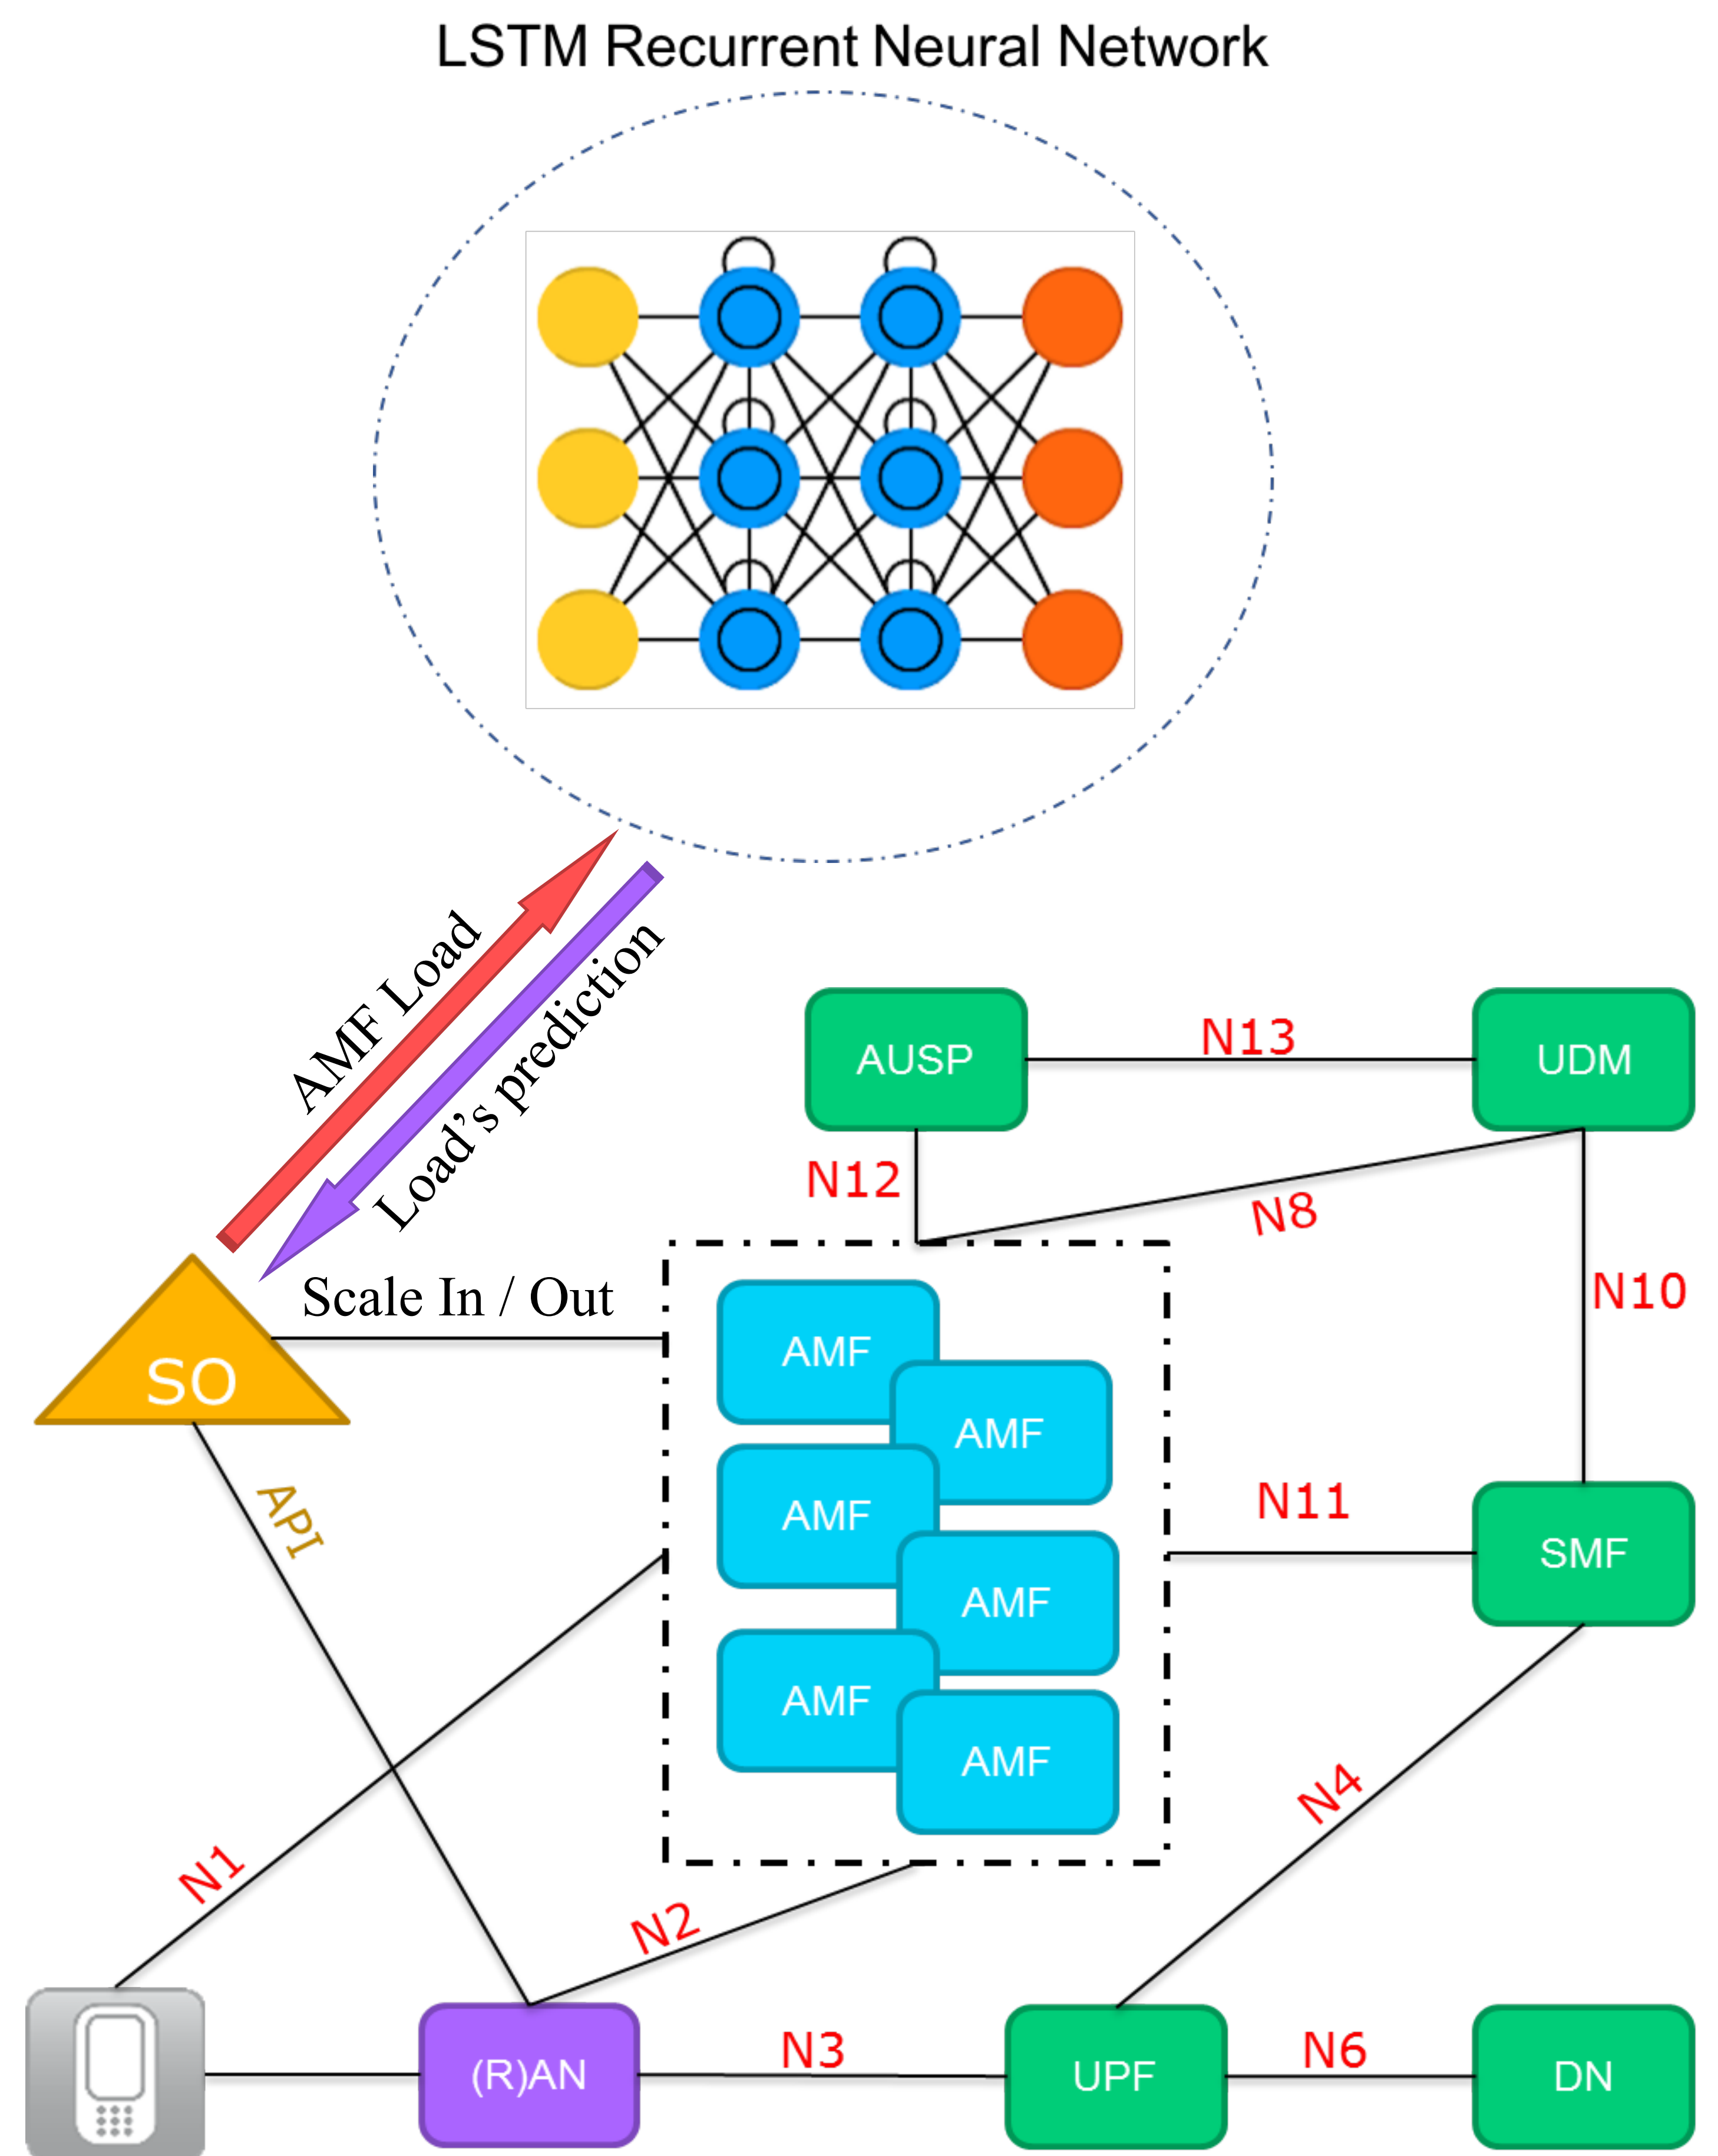 LSTM Recurrent Neural Network
AMF Load
Load's prediction
AUSP
N13
UDM
N12
N8
Scale In / Out
N10
SO
AMF
AMF
API
N11
AMF
SMF
AMF
AMF
AMF
N4
N1
N2
(R)AN
N3
UPF
N6
DN